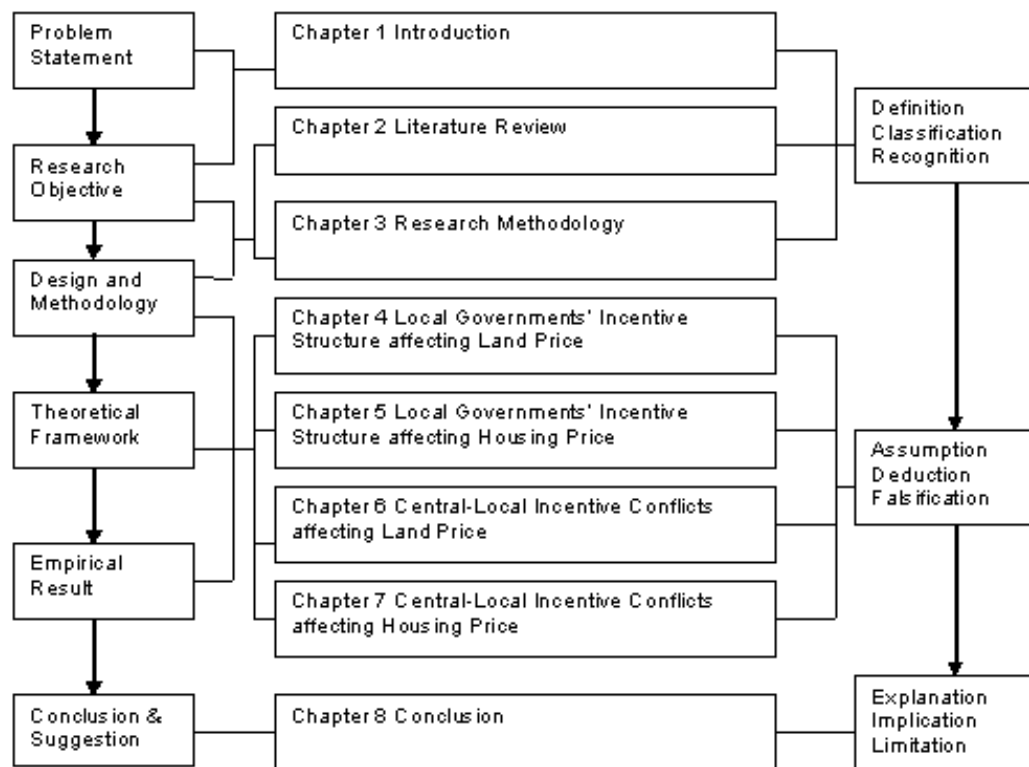 Problem
Statement
Research
Objective
Design and
Methodology
Theoretical
Framework
Empirical
Result
Conclusion &
Suggestion
Chapter 1 Introduction
Chapter 2 Literature Review
Chapter 3 Research Methodology
Chapter 4 Local Governments' Incentive
Structure affecting Land Price
Chapter 5 Local Governments' Incentive
Structure affecting Housing Price
Chapter 6 Central-Local Incentive Conflicts
affecting Land Price
Chapter 7 Central-Local Incentive Conflicts
affecting Housing Price
Chapter 8 Conclusion
Definition
Classification
Recognition
Assumption
Deduction
Falsification
Explanation
Implication
Limitation